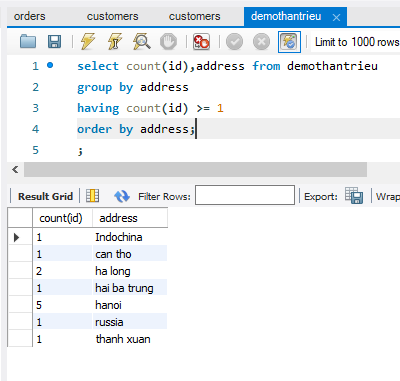 orders customers customers demothantrieu
Limit to 1000 rows
1 select count(id),address from demothantrieu
2 group by address
3 having count(id) >= 1
4 order by address;
5 ;
Result Grid Filter Rows: Export: Wrap
count(id) address
1 Indochina
1 can tho
2 ha long
1 hai ba trung
5 hanoi
1 russia
1 thanh xuan